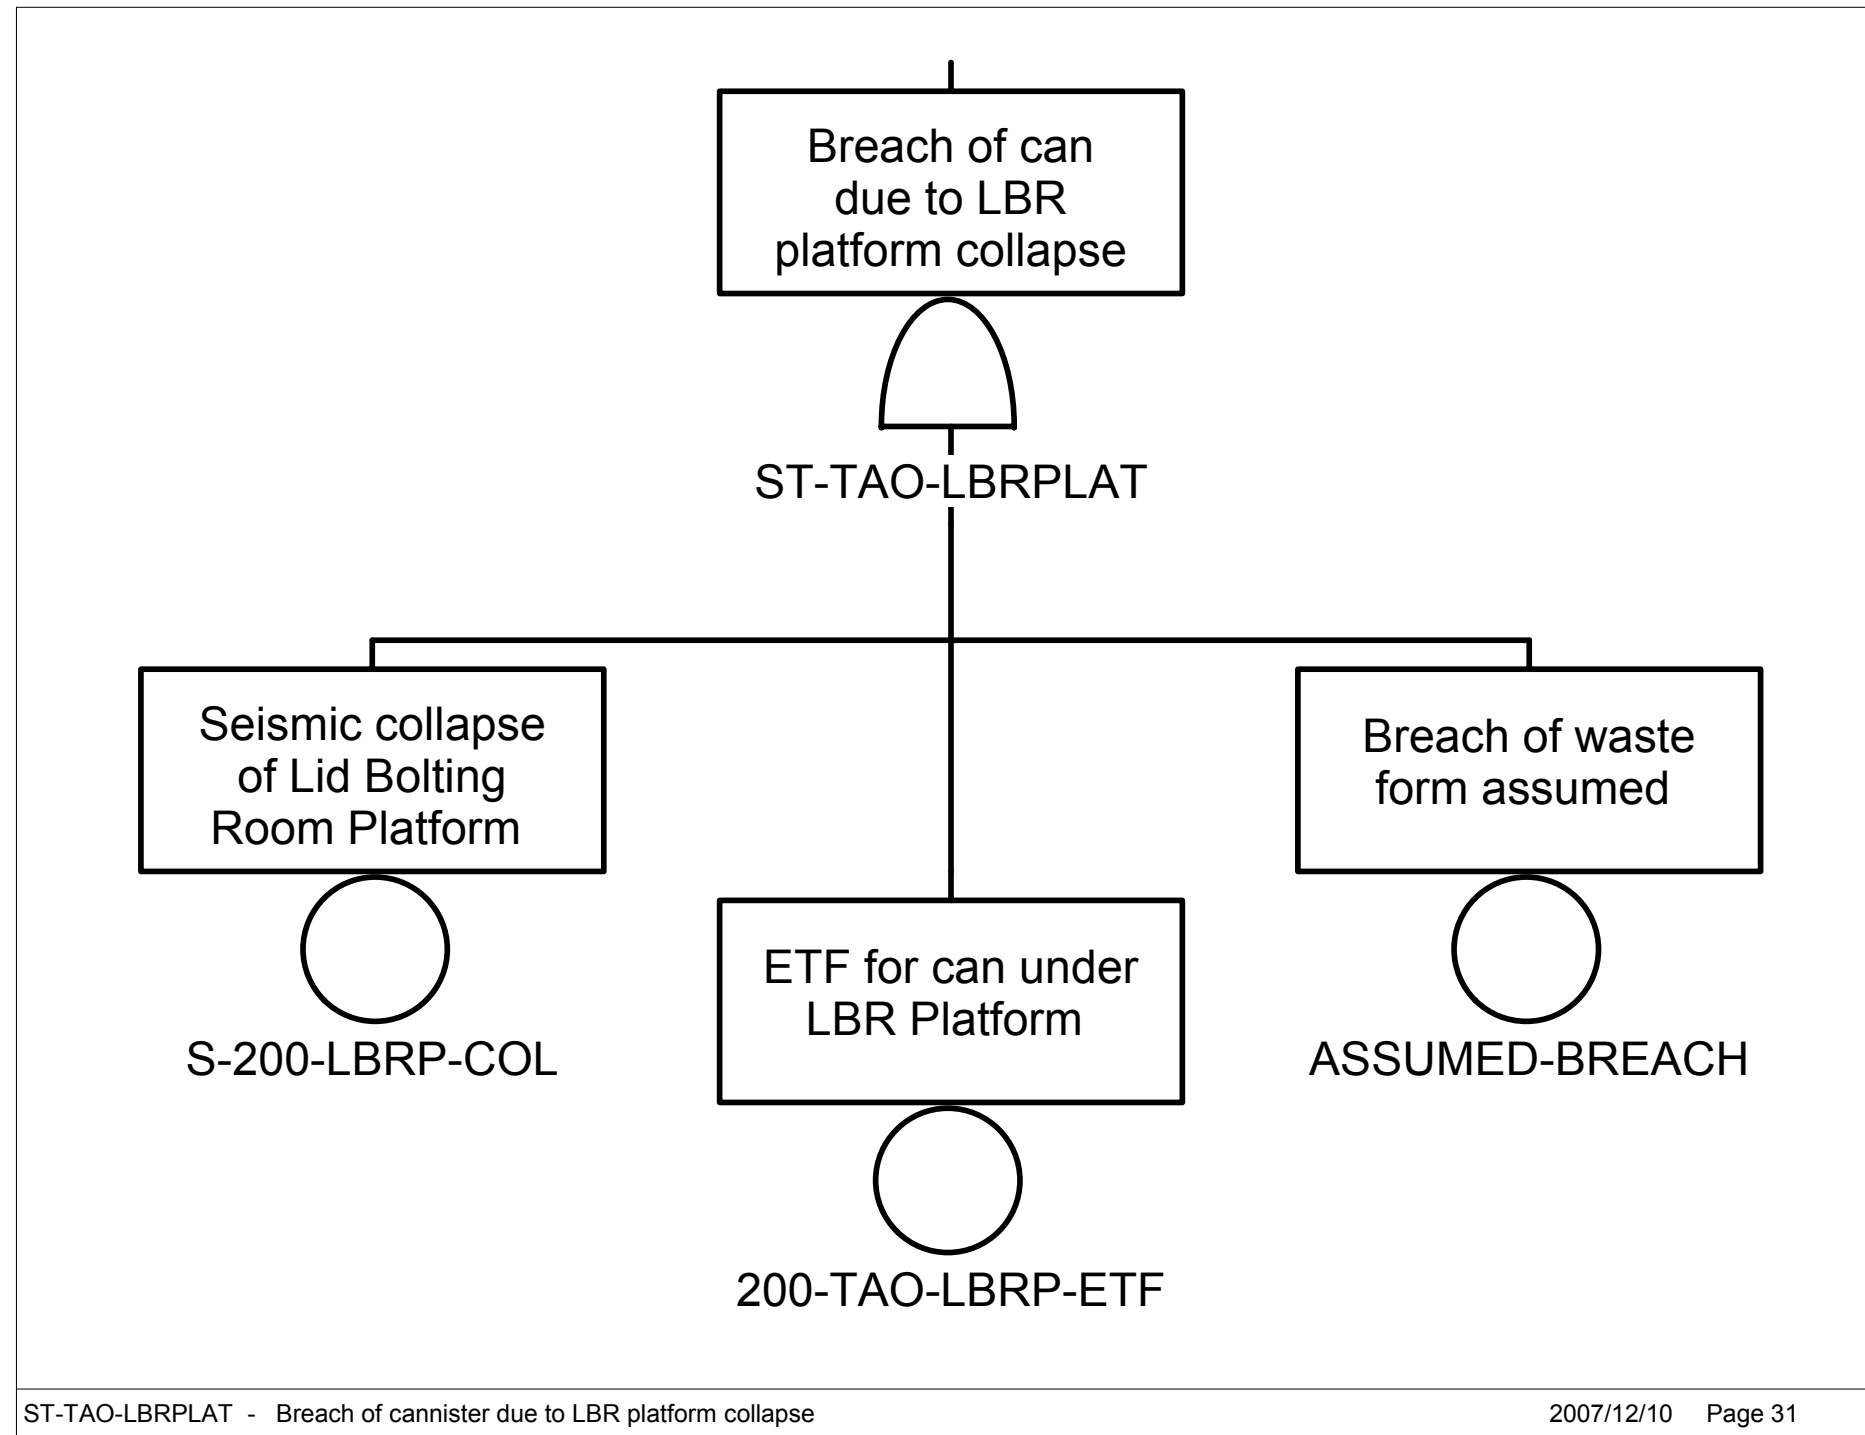 Breach of can
due to LBR
platform collapse
ST-TAO-LBRPLAT
Seismic collapse
of Lid Bolting
Room Platform
S-200-LBRP-COL
ETF for can under
LBR Platform
200-TAO-LBRP-ETF
Breach of waste
form assumed
ASSUMED-BREACH
ST-TAO-LBRPLAT - Breach of cannister due to LBR platform collapse
2007/12/10 Page 31